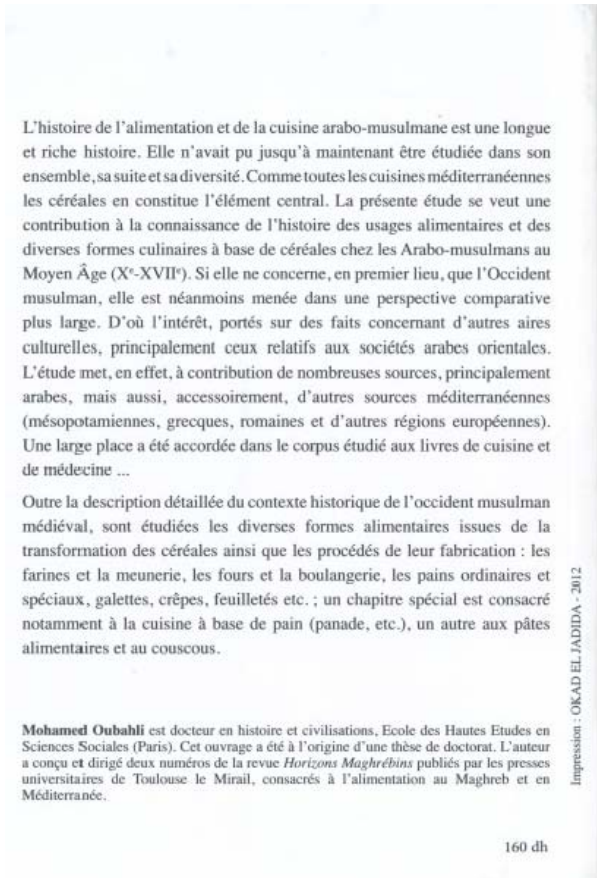 L'histoire de l'alimentation et de la cuisine arabo-musulmane est une longue
et riche histoire. Elle n'avait pu jusqu'à maintenant être étudiée dans son
ensemble, sa suite et sa diversité. Comme toutes les cuisines méditerranéennes
les céréales en constitue l'élément central. La présente étude se veut une
contribution à la connaissance de l'histoire des usages alimentaires et des
diverses formes culinaires à base de céréales chez les Arabo-musulmans au
Moyen Âge (Xe-XVIIe). Si elle ne concerne, en premier lieu, que l'Occident
musulman, elle est néanmoins menée dans une perspective comparative
plus large. D'où l'intérêt, portés sur des faits concernant d'autres aires
culturelles, principalement ceux relatifs aux sociétés arabes orientales.
L'étude met, en effet, à contribution de nombreuses sources, principalement
arabes, mais aussi, accessoirement, d'autres sources méditerranéennes
(mésopotamiennes, grecques, romaines et d'autres régions européennes).
Une large place a été accordée dans le corpus étudié aux livres de cuisine et
de médecine ...
Outre la description détaillée du contexte historique de l'occident musulman
médiéval, sont étudiées les diverses formes alimentaires issues de la
transformation des céréales ainsi que les procédés de leur fabrication : les
farines et la meunerie, les fours et la boulangerie, les pains ordinaires et
spéciaux, galettes, crêpes, feuilletés etc. ; un chapitre spécial est consacré
notamment à la cuisine à base de pain (panade, etc.), un autre aux pâtes
alimentaires et au couscous.
Mohamed Oubahli est docteur en histoire et civilisations, Ecole des Hautes Etudes en
Sciences Sociales (Paris). Cet ouvrage a été à l'origine d'une thèse de doctorat. L'auteur
a conçu et dirigé deux numéros de la revue Horizons Maghrébins publiés par les presses
universitaires de Toulouse le Mirail, consacrés à l'alimentation au Maghreb et en
Méditerranée.
160 dh
Impression : OKAD EL JADIDA - 2012